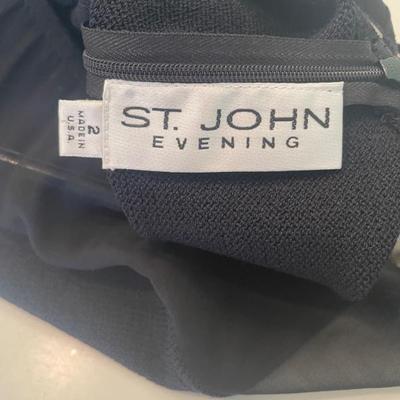 ST. JOHN
EVENING
2
MADE IN
U.S.A.